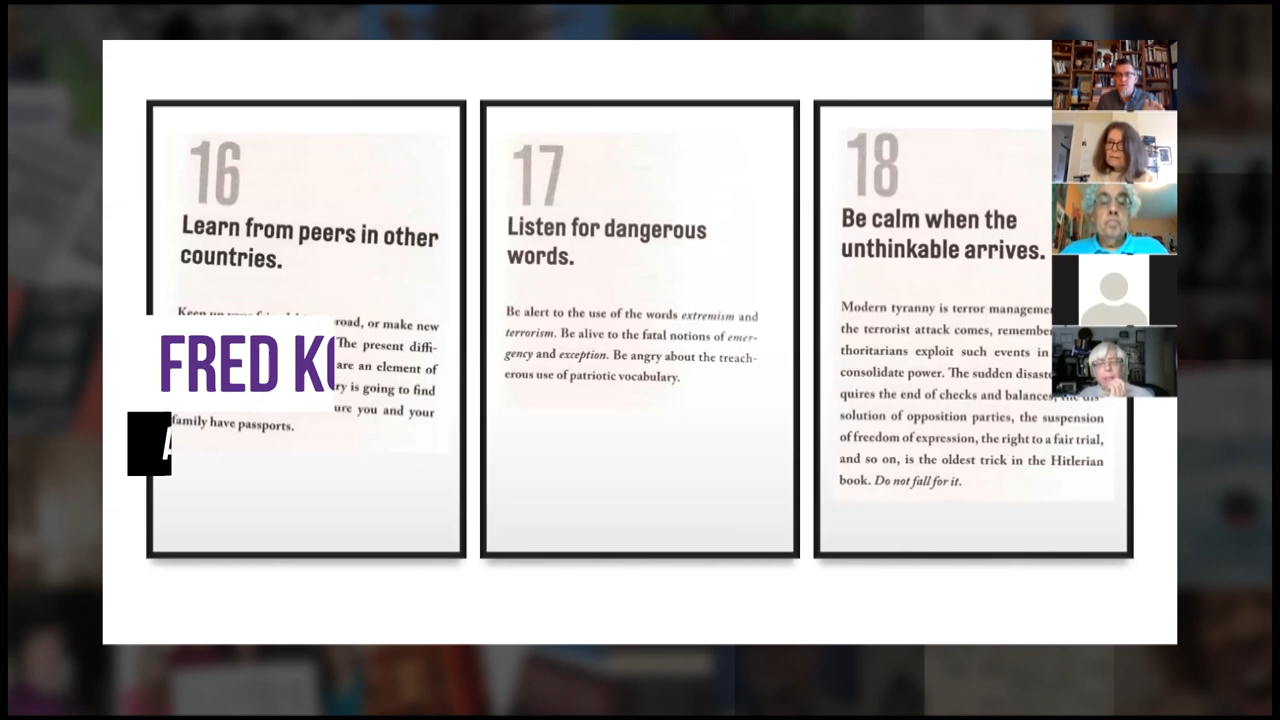 16
Learn from peers in other
countries.
road, or make new
The present diffi-
are an element of
ry is going to find
ure you and your
family have passports.
FRED K
A
17
Listen for dangerous
words.
Be alert to the use of the words extremism and
terrorism. Be alive to the fatal notions of emer-
gency and exception. Be angry about the treach-
erous use of patriotic vocabulary.
18
Be calm when the
unthinkable arrives.
Modern tyranny is terror manageme
the terrorist attack comes, remember
thoritarians exploit such events in
consolidate power. The sudden disaste
quires the end of checks and balances, the dis
solution of opposition parties, the suspension
of freedom of expression, the right to a fair trial,
and so on, is the oldest trick in the Hitlerian
book. Do not fall for it.